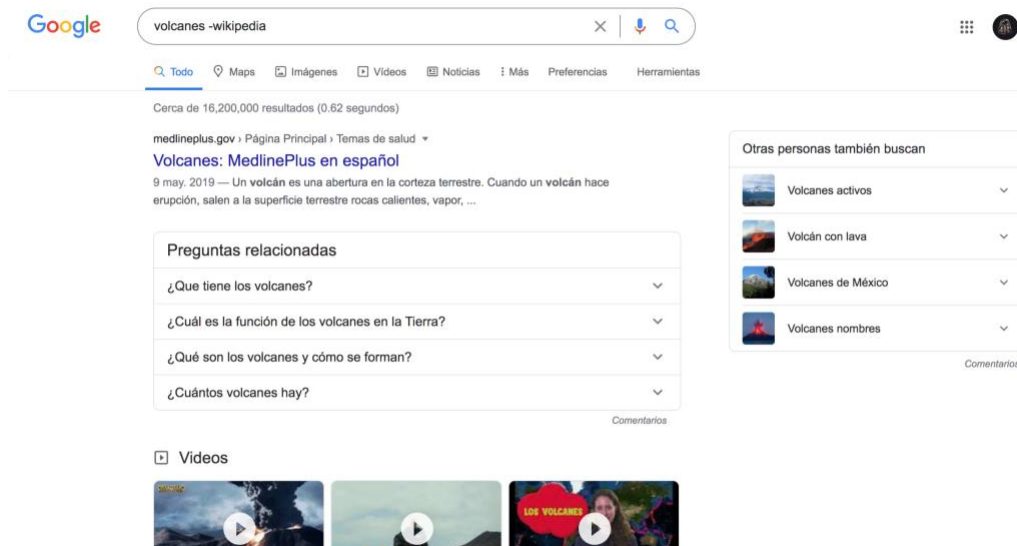 Google
volcanes -wikipedia
Todo Maps Imágenes Vídeos Noticias Más Preferencias Herramientas
Cerca de 16,200,000 resultados (0.62 segundos)
medlineplus.gov › Página Principal › Temas de salud
Volcanes: MedlinePlus en español
9 may. 2019 — Un volcán es una abertura en la corteza terrestre. Cuando un volcán hace
erupción, salen a la superficie terrestre rocas calientes, vapor, ...
Preguntas relacionadas
¿Que tiene los volcanes?
¿Cuál es la función de los volcanes en la Tierra?
¿Qué son los volcanes y cómo se forman?
¿Cuántos volcanes hay?
Comentarios
Videos
LOS VOLCANES
Otras personas también buscan
Volcanes activos
Volcán con lava
Volcanes de México
Volcanes nombres
Comentarios